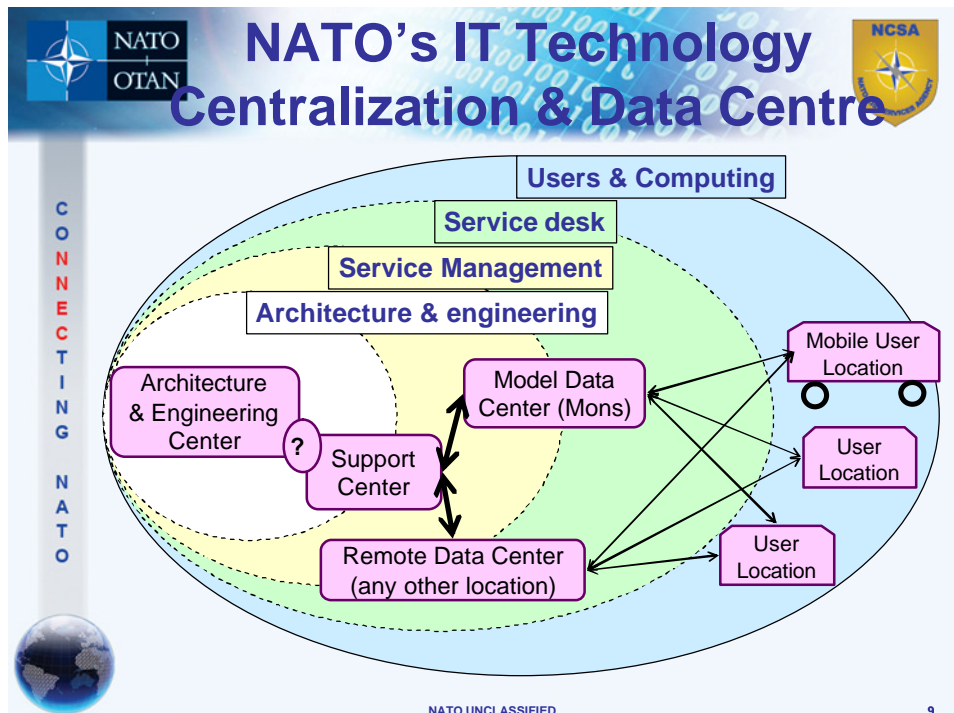 NATO
OTAN
NATO's IT Technology
Centralization & Data Centre
NCSA
CONNECTING NATO
Users & Computing
Service desk
Service Management
Architecture & engineering
Architecture
& Engineering
Center
?
Support
Center
Model Data
Center (Mons)
Remote Data Center
(any other location)
Mobile User
Location
User
Location
User
Location
NATO UNCLASSIFIED
9